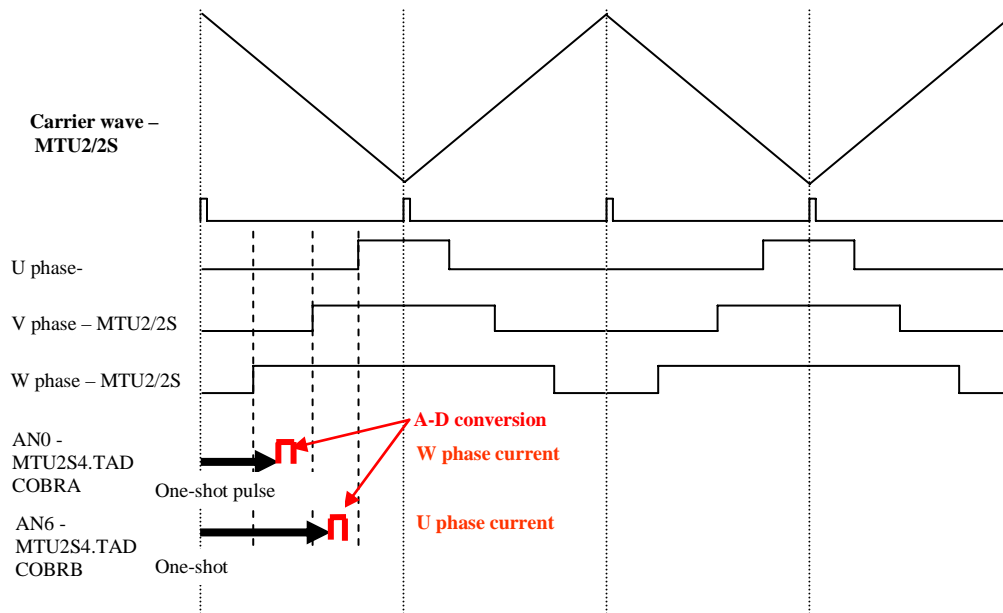 Carrier wave –
MTU2/2S
U phase-
V phase – MTU2/2S
W phase – MTU2/2S
A-D conversion
AN0 -
MTU2S4.TAD
COBRA
W phase current
One-shot pulse
AN6 -
MTU2S4.TAD
COBRB
U phase current
One-shot